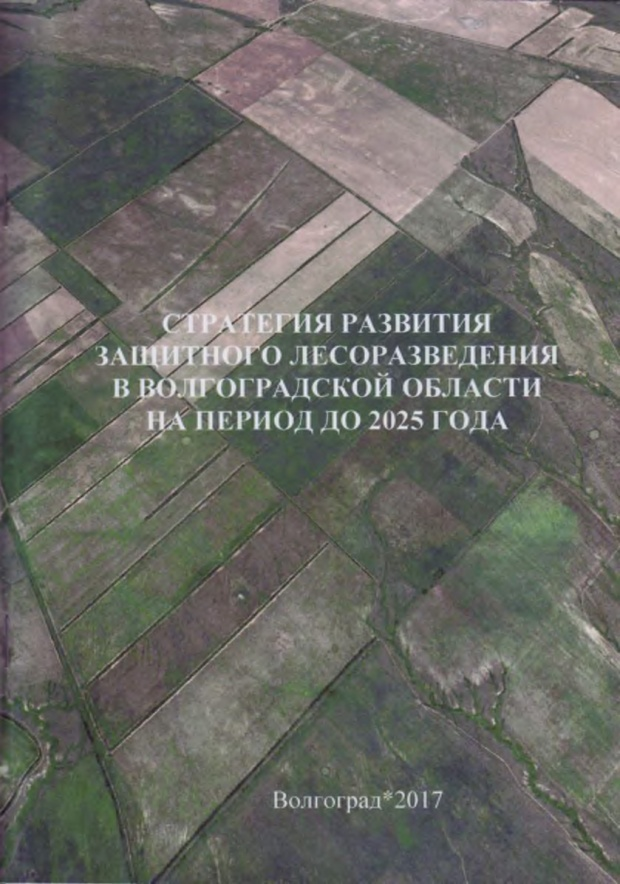 СТРАТЕГИЯ РАЗВИТИЯ
ЗАЩИТНОГО ЛЕСОРАЗВЕДЕНИЯ
В ВОЛГОГРАДСКОЙ ОБЛАСТИ
НА ПЕРИОД ДО 2025 ГОДА
Волгоград*2017